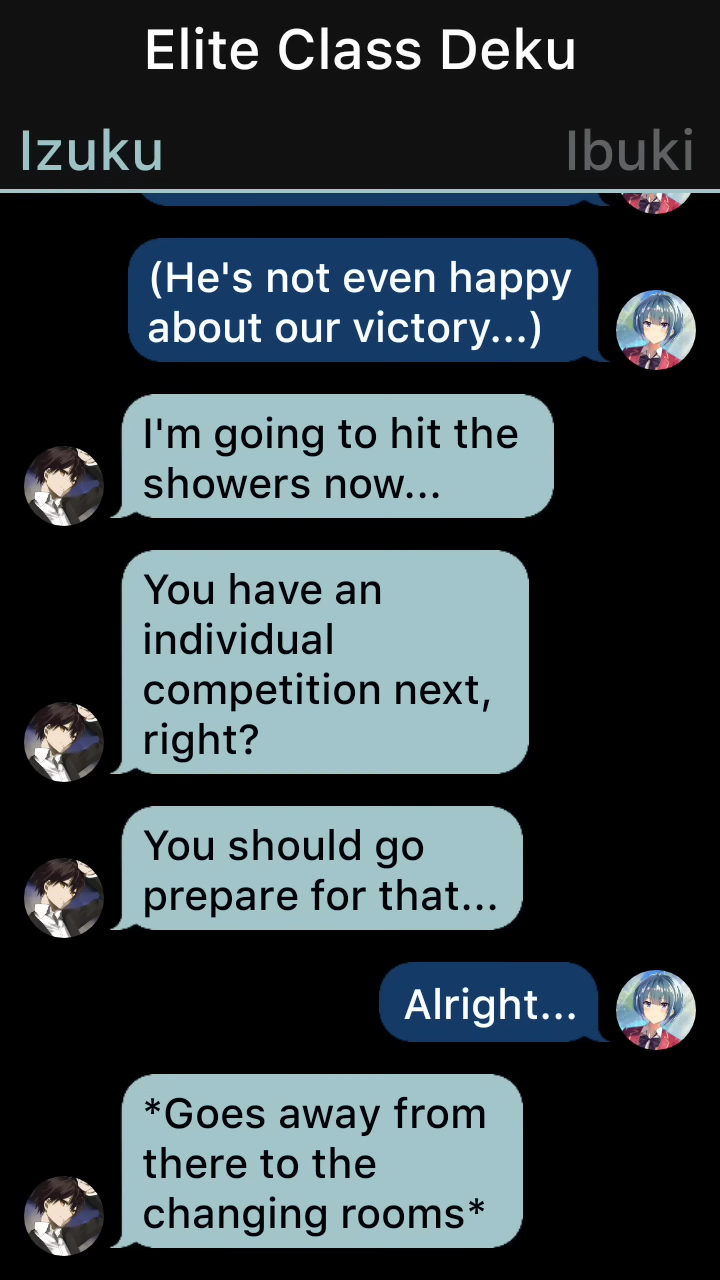 Elite Class Deku
Izuku
Ibuki
(He's not even happy
about our victory...)
I'm going to hit the
showers now...
You have an
individual
competition next,
right?
You should go
prepare for that...
Alright...
*Goes away from
there to the
changing rooms*